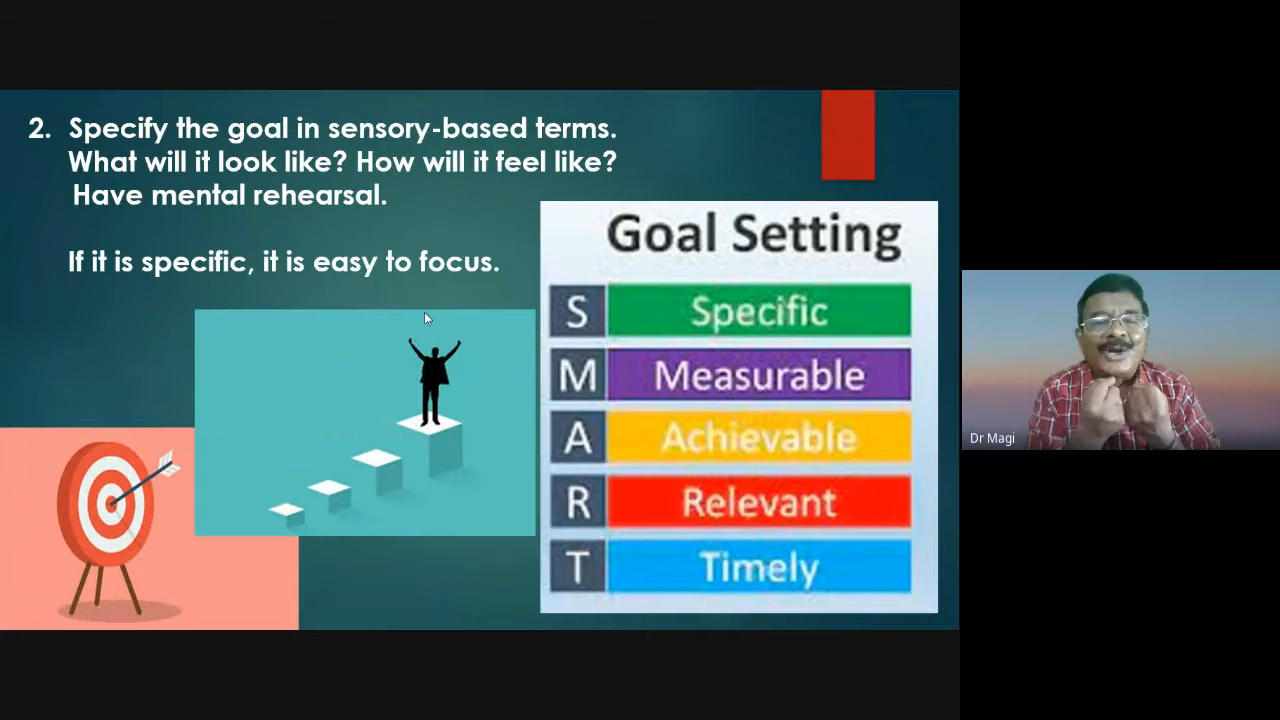 2. Specify the goal in sensory-based terms.
What will it look like? How will it feel like?
Have mental rehearsal.
If it is specific, it is easy to focus.
Goal Setting
S Specific
M Measurable
A Achievable
R Relevant
T Timely
Dr Magi